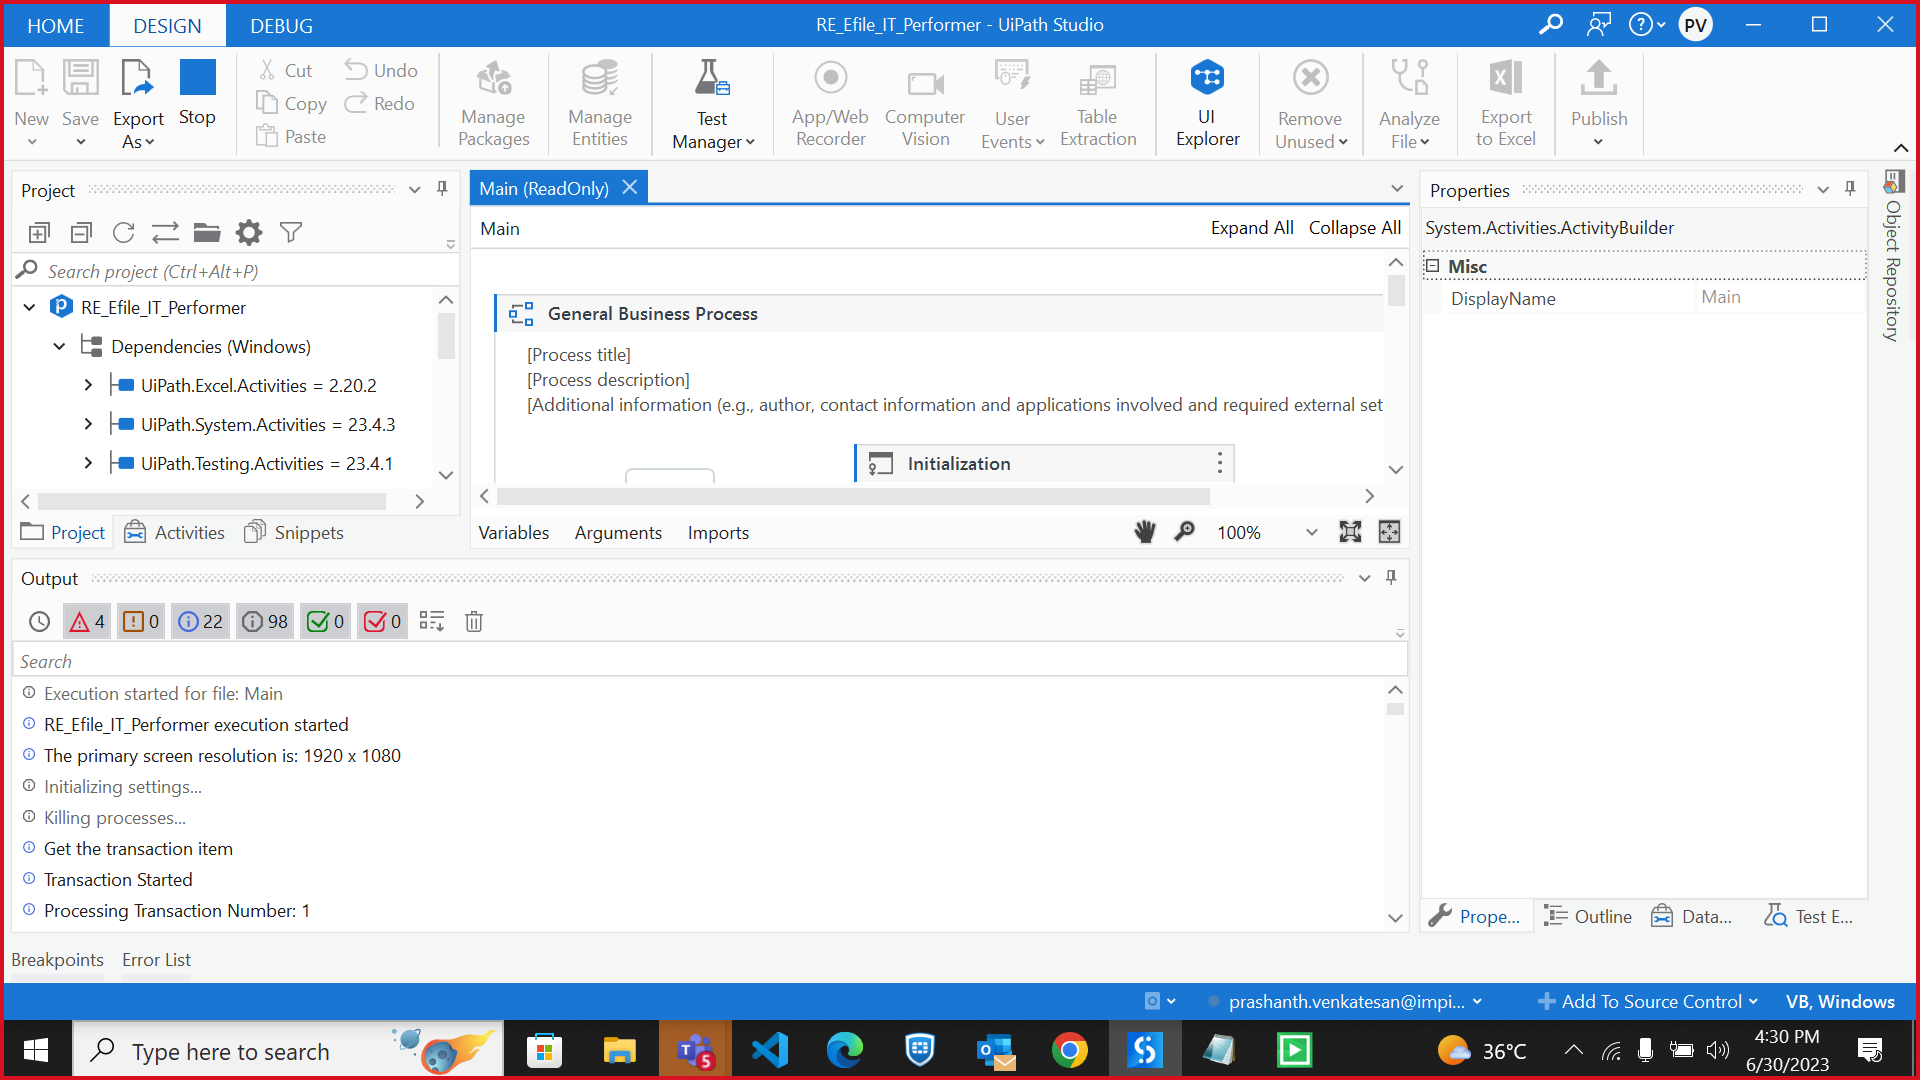 HOME DESIGN DEBUG RE_Efile_IT_Performer - UiPath Studio PV
New Save Export As Stop
Cut Undo
Copy Redo
Paste
Manage Packages
Manage Entities
Test Manager
App/Web Recorder
Computer Vision
User Events
Table Extraction
UI Explorer
Remove Unused
Analyze File
Export to Excel
Publish
Project
Search project (Ctrl+Alt+P)
RE_Efile_IT_Performer
Dependencies (Windows)
UiPath.Excel.Activities = 2.20.2
UiPath.System.Activities = 23.4.3
UiPath.Testing.Activities = 23.4.1
Project Activities Snippets
Main (ReadOnly)
Main Expand All Collapse All
General Business Process
[Process title]
[Process description]
[Additional information (e.g., author, contact information and applications involved and required external set
Initialization
Variables Arguments Imports 100%
Properties
System.Activities.ActivityBuilder
Misc
DisplayName Main
Object Repository
Output
4 0 22 98 0 0
Search
Execution started for file: Main
RE_Efile_IT_Performer execution started
The primary screen resolution is: 1920 x 1080
Initializing settings...
Killing processes...
Get the transaction item
Transaction Started
Processing Transaction Number: 1
Prope... Outline Data... Test E...
Breakpoints Error List
prashanth.venkatesan@impi... Add To Source Control VB, Windows
Type here to search 5 36°C 4:30 PM
6/30/2023